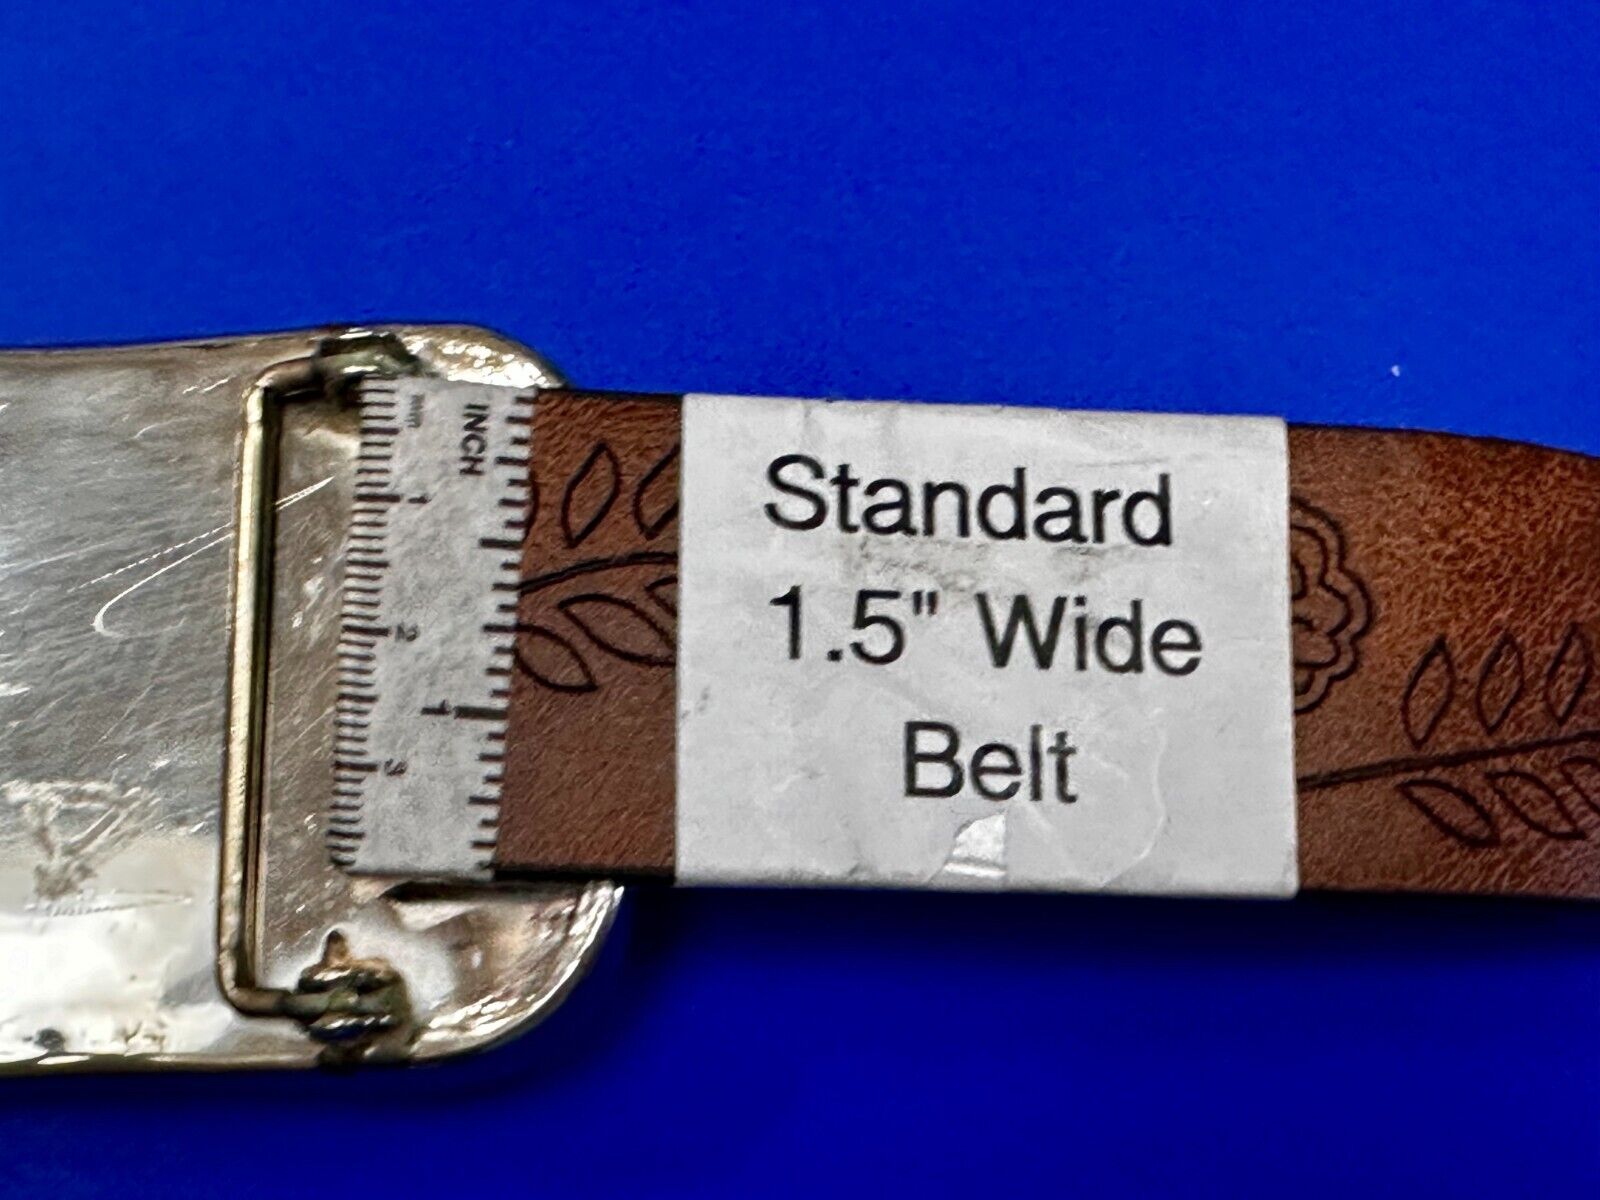 Standard
1.5" Wide
Belt
INCH
mm
1
2
3
1